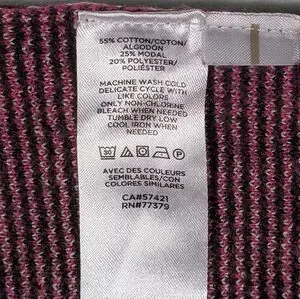 55% COTTON/COTON/
ALGODÓN
25% MODAL
20% POLYESTER/
POLIÉSTER
MACHINE WASH COLD
DELICATE CYCLE WITH
LIKE COLORS
ONLY NON-CHLORINE
BLEACH WHEN NEEDED
TUMBLE DRY LOW
COOL IRON WHEN
NEEDED
30 P
AVEC DES COULEURS
SEMBLABLES/CON
COLORES SIMILARES
CA#57421
RN#77379